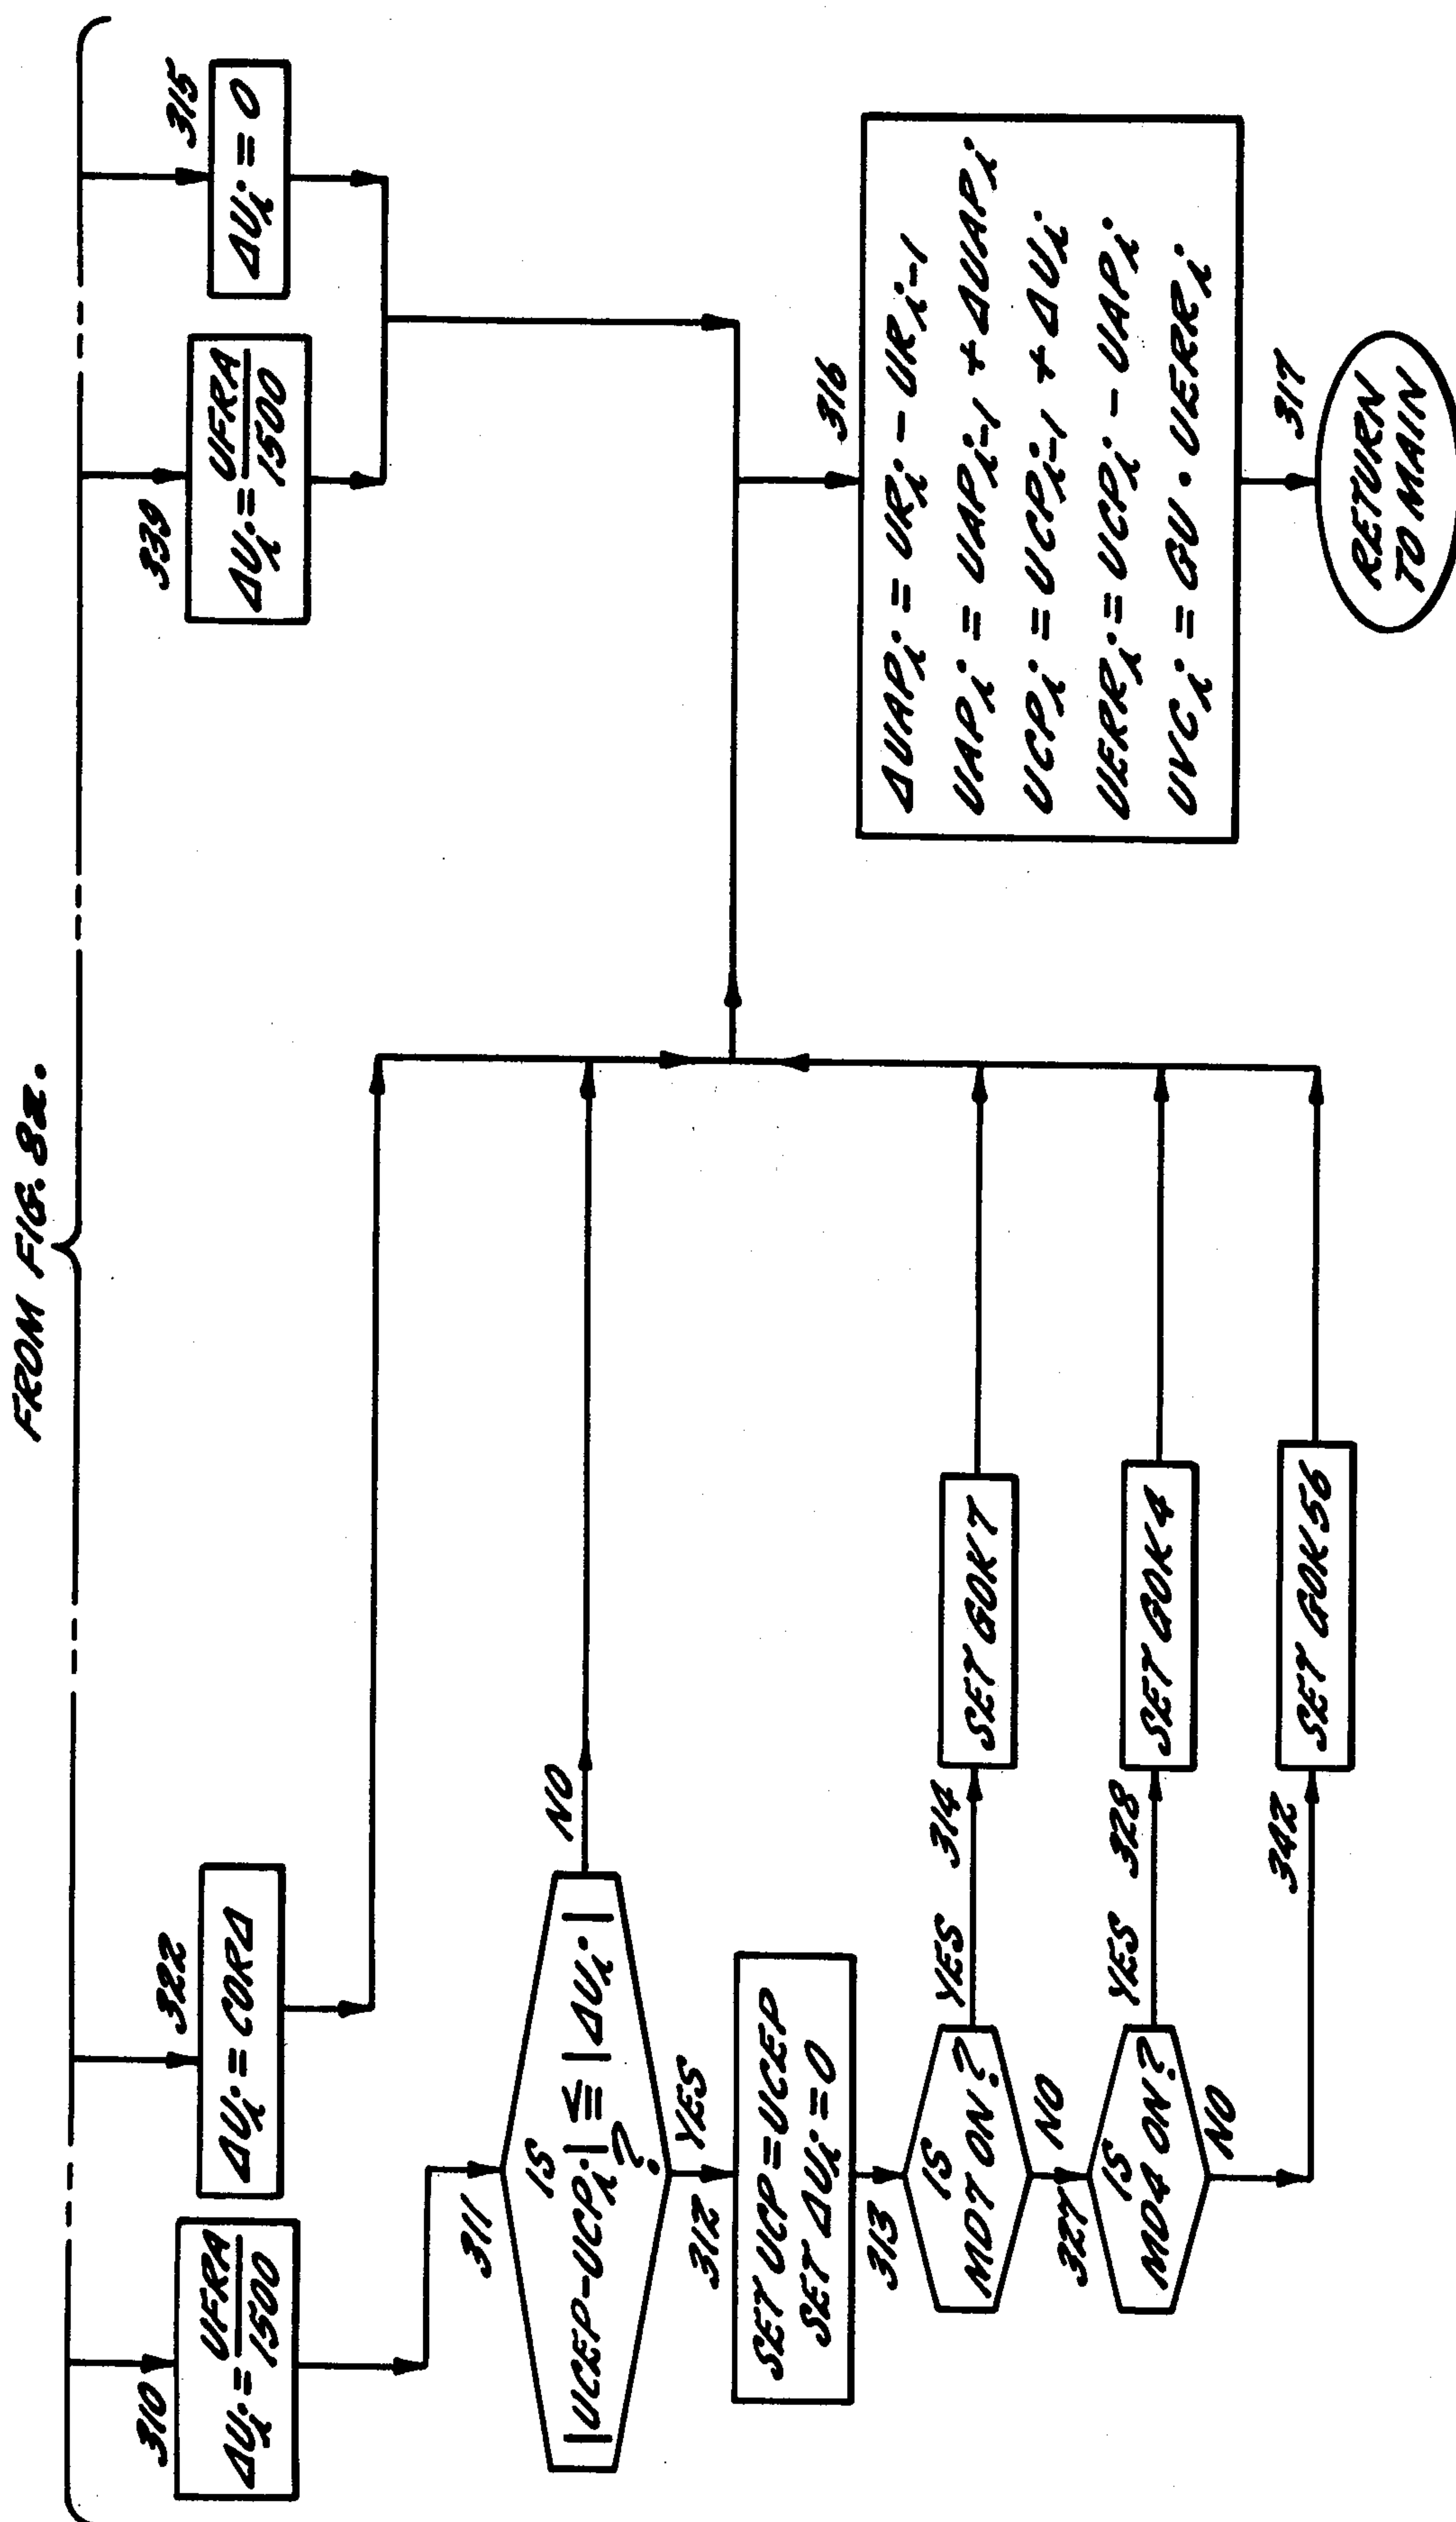 FROM FIG. 8a.
310
ΔUᵢ = UFRA
1500
322
ΔUᵢ = CORΔ
339
ΔUᵢ = UFRA
1500
315
ΔUᵢ = 0
311
IS
|UCEP-UCPᵢ| ≤ |ΔUᵢ|
?
NO
YES
312
SET UCP = UCEP
SET ΔUᵢ = 0
313
IS
MD7 ON?
YES
314
SET GOK7
NO
327
IS
MD4 ON?
YES
328
SET GOK4
NO
342
SET GOK56
316
ΔUAPᵢ = URᵢ - URᵢ₋₁
UAPᵢ = UAPᵢ₋₁ + ΔUAPᵢ
UCPᵢ = UCPᵢ₋₁ + ΔUᵢ
UERRᵢ = UCPᵢ - UAPᵢ
UVCᵢ = GU · UERRᵢ
317
RETURN
TO MAIN